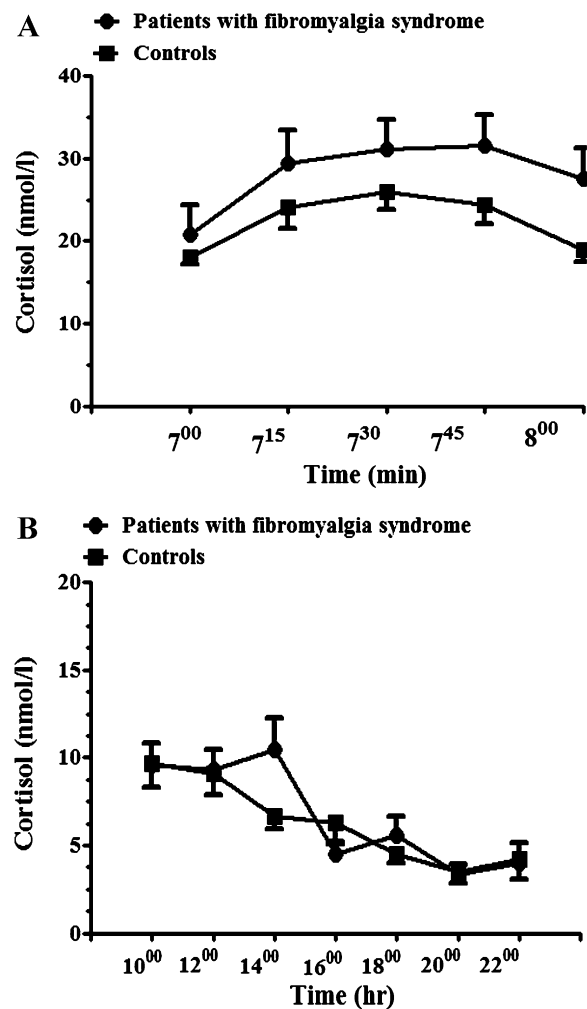 A
Patients with fibromyalgia syndrome
Controls
Cortisol (nmol/l)
40
30
20
10
0
7⁰⁰ 7¹⁵ 7³⁰ 7⁴⁵ 8⁰⁰
Time (min)
B
Patients with fibromyalgia syndrome
Controls
Cortisol (nmol/l)
20
15
10
5
0
10⁰⁰ 12⁰⁰ 14⁰⁰ 16⁰⁰ 18⁰⁰ 20⁰⁰ 22⁰⁰
Time (hr)